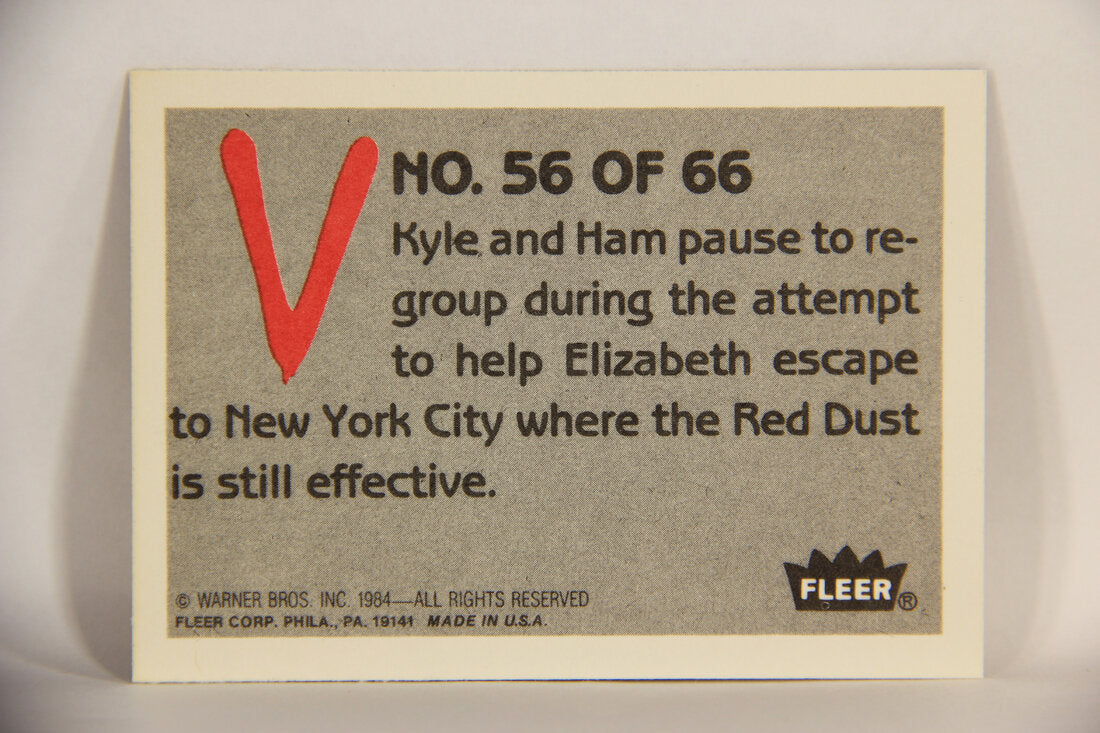 V
NO. 56 OF 66
Kyle and Ham pause to re-
group during the attempt
to help Elizabeth escape
to New York City where the Red Dust
is still effective.
© WARNER BROS. INC. 1984—ALL RIGHTS RESERVED
FLEER CORP. PHILA., PA. 19141 MADE IN U.S.A.
FLEER ®